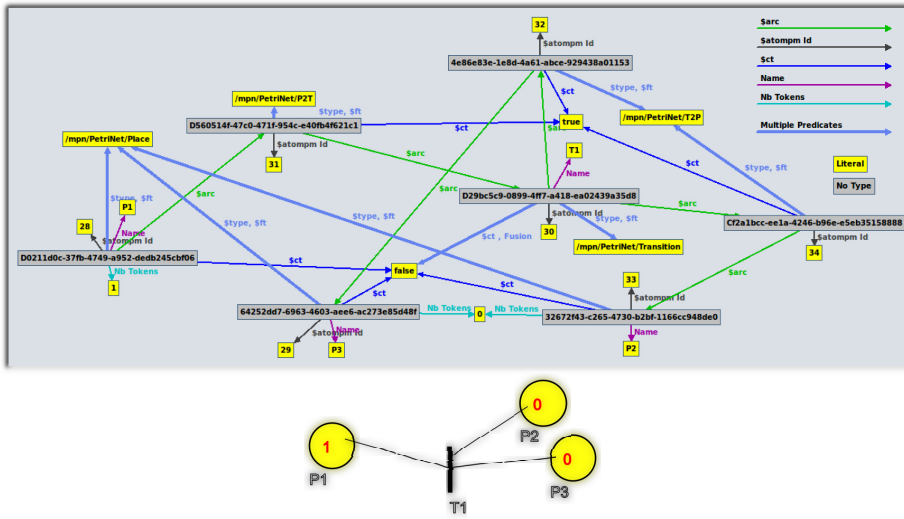 32
$arc
$atompm Id
$atompm Id
4e86e83e-1e8d-4a61-abce-929438a01153
$ct
Name
Nb Tokens
Multiple Predicates
/mpn/PetriNet/P2T
$type, $ft
$ct
$type, $ft
D560514f-47c0-471f-954c-e40fb4f621c1
$ct
true
/mpn/PetriNet/T2P
$ar
/mpn/PetriNet/Place
$atompm Id
T1
$ct
Literal
31
$arc
Name
No Type
$arc
$arc
$type, $ft
D29bc5c9-0899-4ff7-a418-ea02439a35d8
$arc
P1
$type, $ft
$atompm Id
$type, $ft
Cf2a1bcc-ee1a-4246-b96e-e5eb35158888
28
Name
30
$atompm Id
$atompm Id
$ct , Fusion
/mpn/PetriNet/Transition
34
D0211d0c-37fb-4749-a952-dedb245cbf06
$ct
false
$arc
Nb Tokens
33
1
$ct
$ct
$atompm Id
64252dd7-6963-4603-aee6-ac273e85d48f
Nb Tokens
0
Nb Tokens
32672f43-c265-4730-b2bf-1166cc948de0
$atompm Id
Name
Name
29
P3
P2
0
P2
1
0
P1
P3
T1